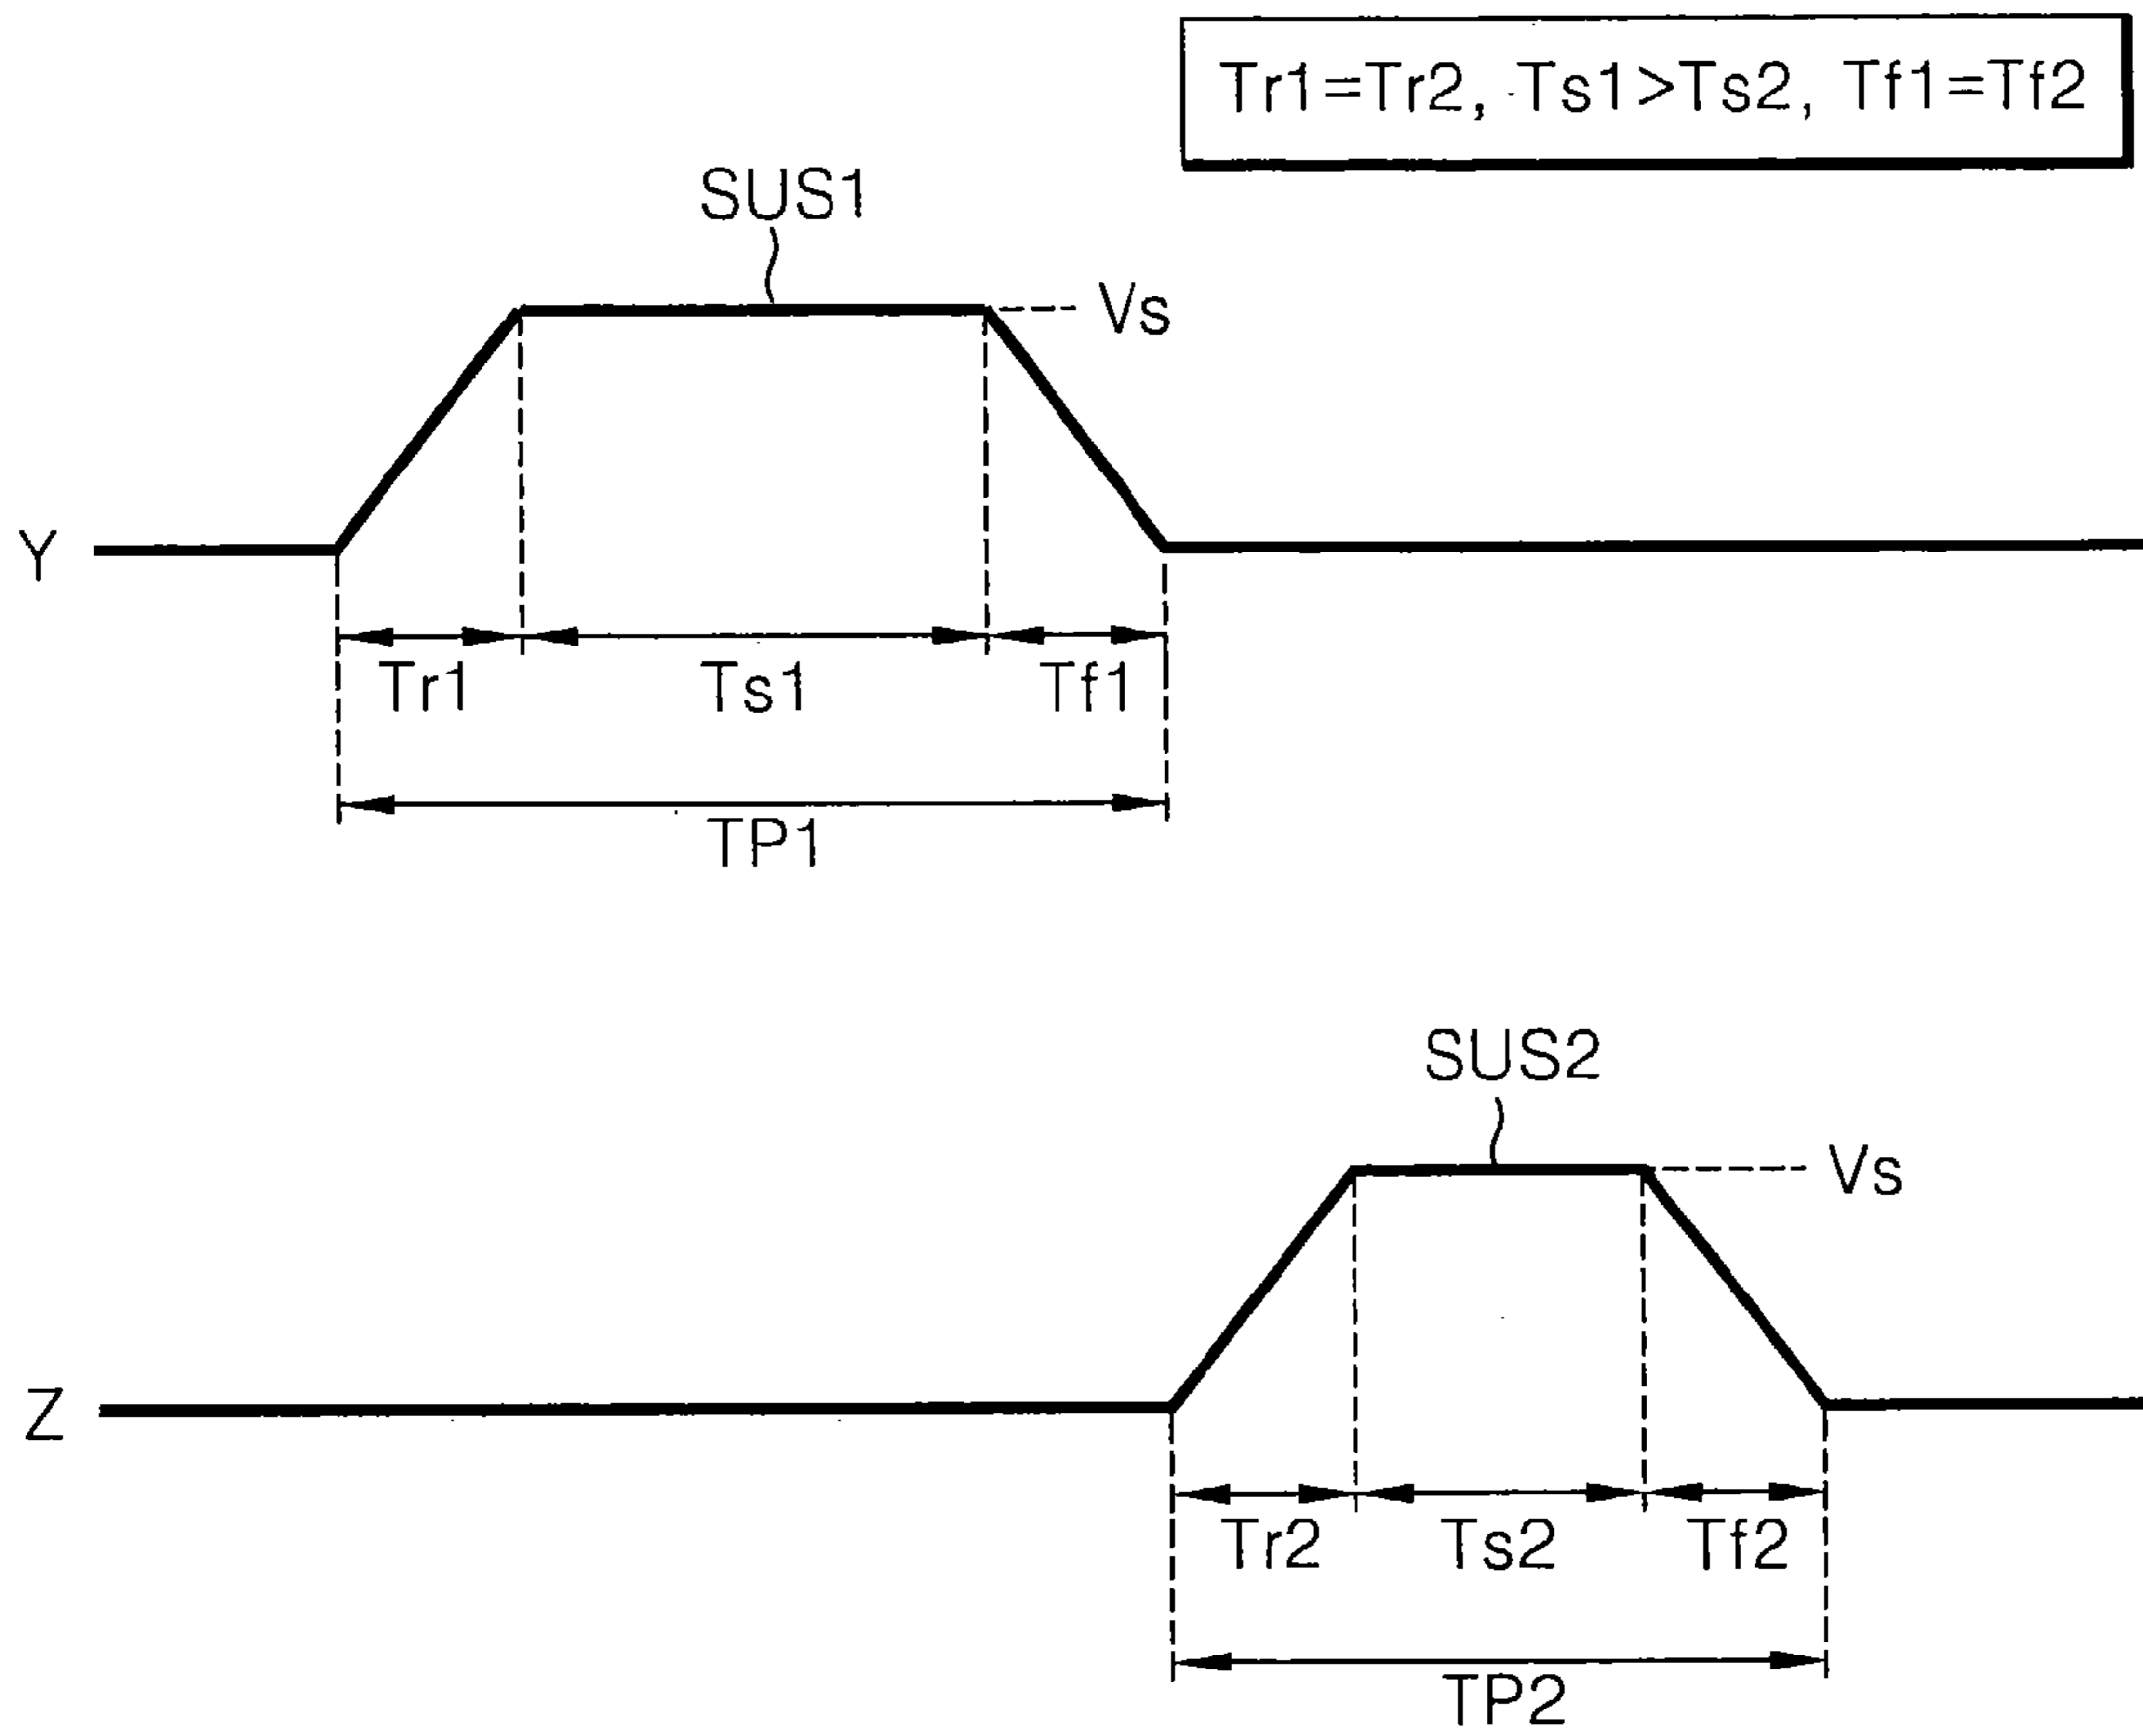 Tr1=Tr2, Ts1>Ts2, Tf1=Tf2
SUS1
Vs
Y
Tr1 Ts1 Tf1
TP1
SUS2
Vs
Z
Tr2 Ts2 Tf2
TP2